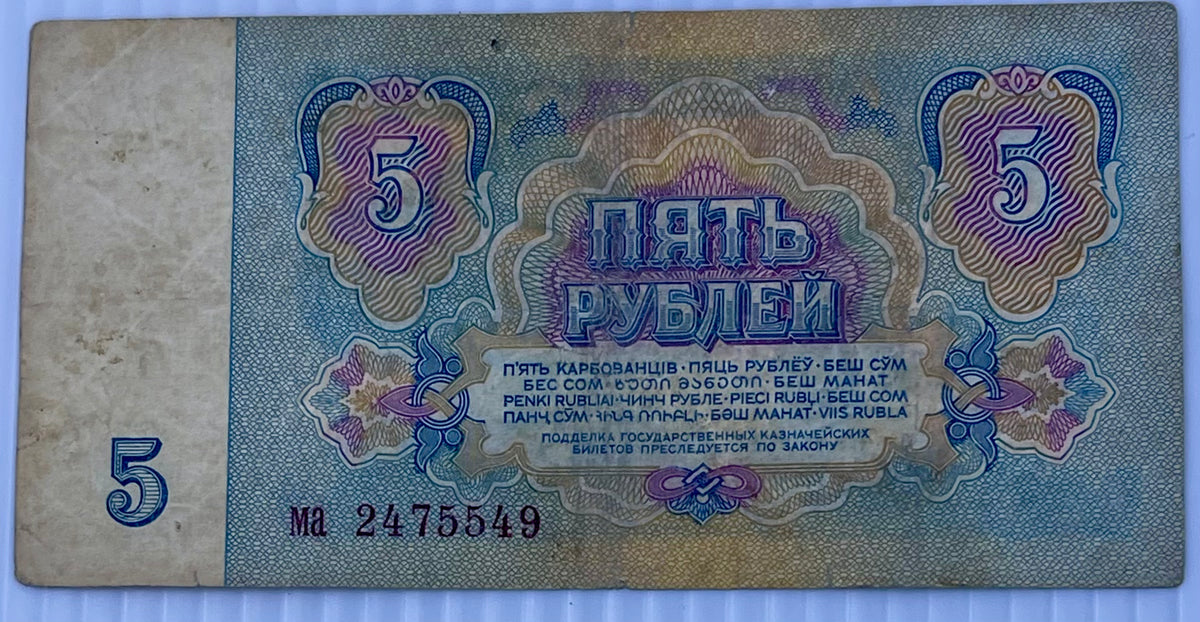 5
5
ПЯТЬ
РУБЛЕЙ
П'ЯТЬ КАРБОВАНЦІВ · ПЯЦЬ РУБЛЁЎ · БЕШ СЎМ
БЕС СОМ · ხუთი მანეთი · БЕШ МАНАТ
PENKI RUBLIAI · ЧИНЧ РУБЛЕ · PIECI RUBĻI · БЕШ СОМ
ПАНҶ СӮМ · ՀԻՆԳ ՌՈՒԲԼԻ · БӘШ МАНАТ · VIIS RUBLA
ПОДДЕЛКА ГОСУДАРСТВЕННЫХ КАЗНАЧЕЙСКИХ
БИЛЕТОВ ПРЕСЛЕДУЕТСЯ ПО ЗАКОНУ
5
ма 2475549